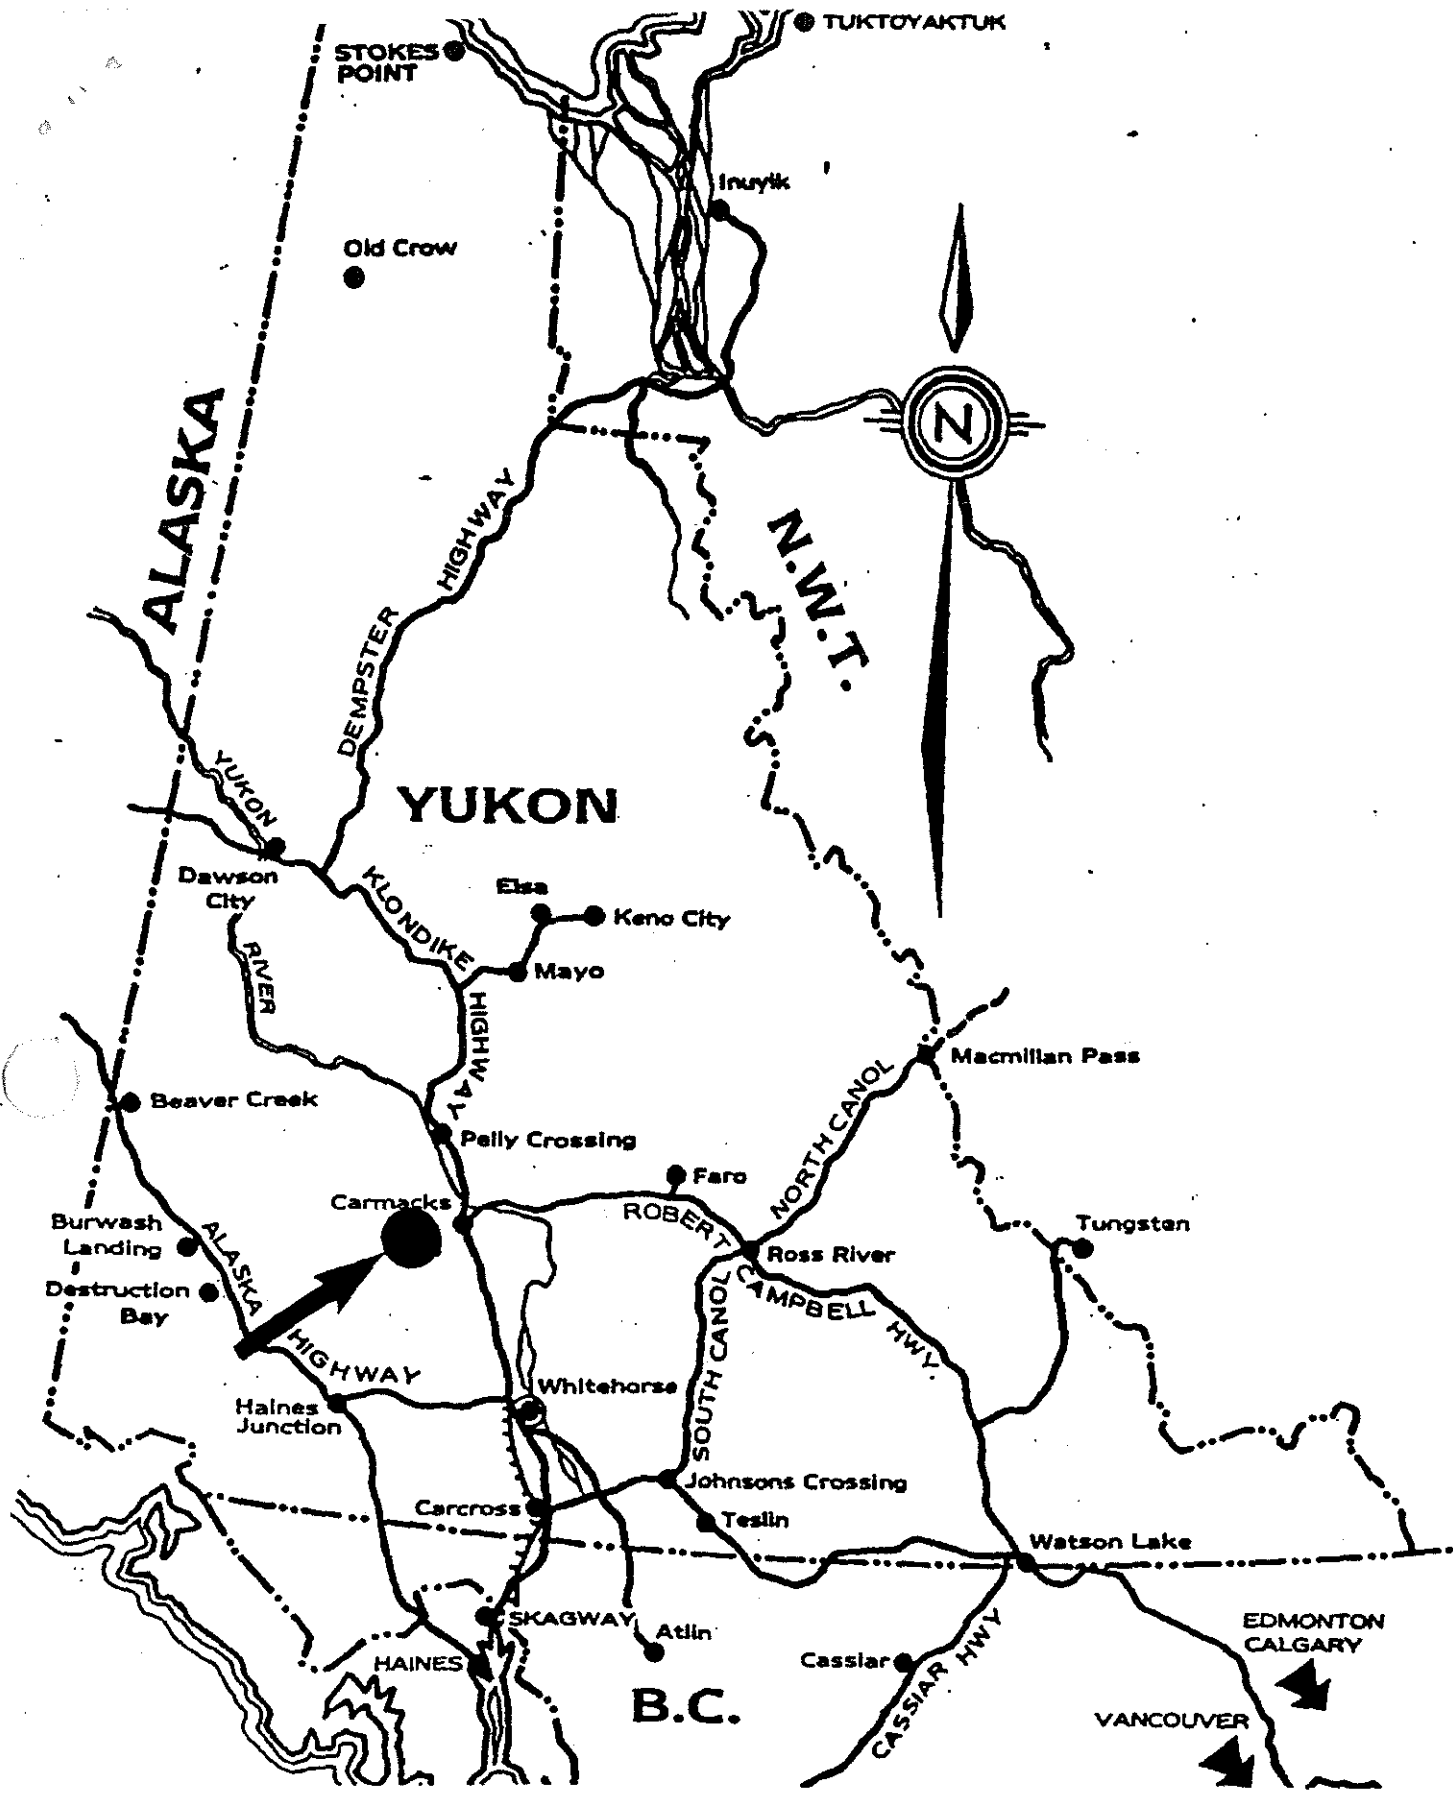 TUKTOYAKTUK
STOKES
POINT
Inuvik
Old Crow
N
ALASKA
HIGHWAY
DEMPSTER
N.W.T.
YUKON
YUKON
Dawson
City
KLONDIKE
Elsa
Keno City
Mayo
RIVER
HIGHWAY
Macmillan Pass
NORTH CANOL
Beaver Creek
Pelly Crossing
Faro
Carmacks
ROBERT
Burwash
Landing
ALASKA
Tungsten
Ross River
CAMPBELL
HWY.
Destruction
Bay
SOUTH CANOL
HIGHWAY
Whitehorse
Haines
Junction
Johnsons Crossing
Carcross
Teslin
Watson Lake
SKAGWAY
Atlin
EDMONTON
CALGARY
HAINES
Cassiar
CASSIAR HWY
B.C.
VANCOUVER